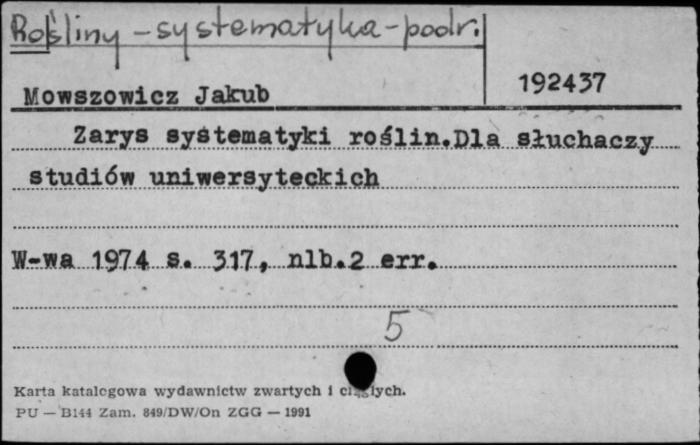 Rośliny - systematyka - podr.
192437
Mowszowicz Jakub
Zarys systematyki roślin.Dla słuchaczy
studiów uniwersyteckich
W-wa 1974 s. 317, nlb.2 err.
5
Karta katalogowa wydawnictw zwartych i ciągłych.
PU — B144 Zam. 849/DW/On ZGG — 1991